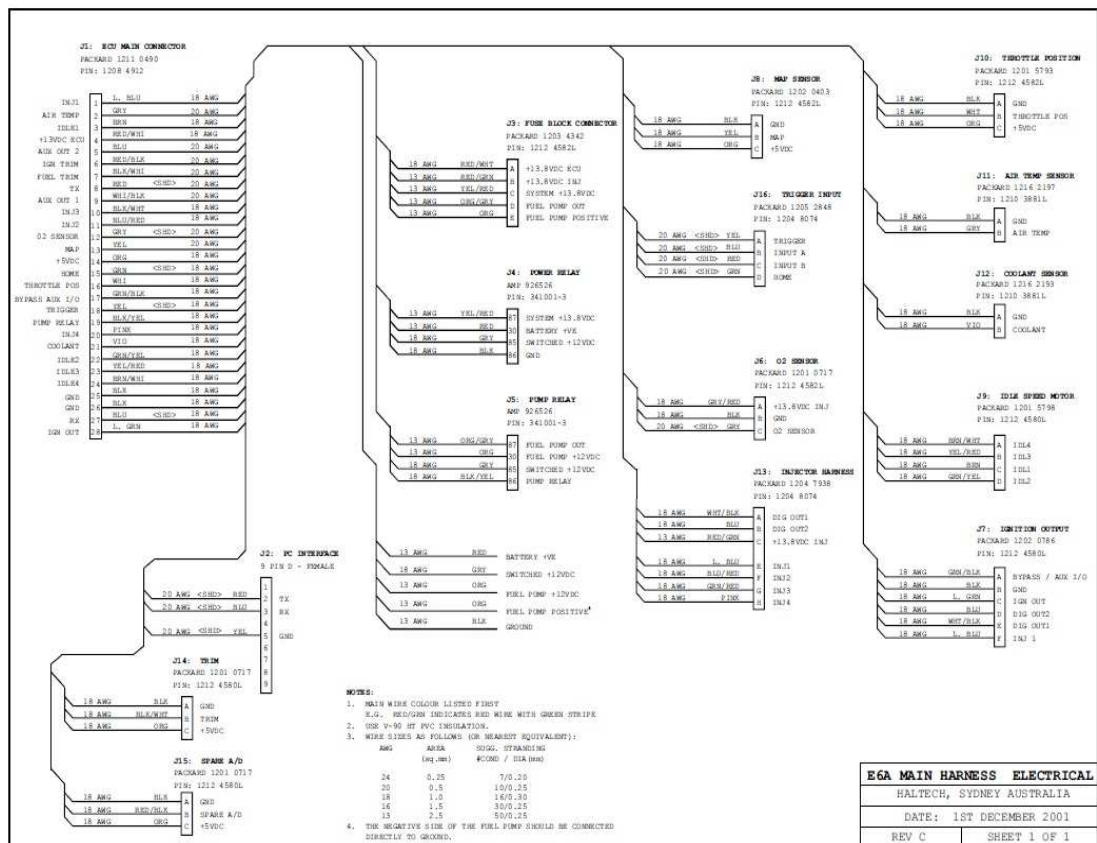 J1: ECU MAIN CONNECTOR
PACKARD 1211 0490
PIN: 1208 4912
INJ1 1 L. BLU 18 AWG
AIR TEMP 2 GRY 20 AWG
IDLE1 3 BRN 18 AWG
+13VDC ECU 4 RED/WHI 18 AWG
AUX OUT 2 5 BLU 20 AWG
IGN TRIM 6 RED/BLK 20 AWG
FUEL TRIM 7 BLK/WHI 20 AWG
TX 8 RED <SHD> 20 AWG
AUX OUT 1 9 WHI/BLK 20 AWG
INJ3 10 BLK/WHT 18 AWG
INJ2 11 BLU/RED 18 AWG
O2 SENSOR 12 GRY <SHD> 20 AWG
MAP 13 YEL 20 AWG
+5VDC 14 ORG 18 AWG
HOME 15 GRN <SHD> 18 AWG
THROTTLE POS 16 WHI 18 AWG
BYPASS AUX I/O 17 GRN/BLK 18 AWG
TRIGGER 18 YEL <SHD> 18 AWG
PUMP RELAY 19 BLK/YEL 18 AWG
INJ4 20 PINK 18 AWG
COOLANT 21 VIO 18 AWG
IDLE2 22 GRN/YEL 18 AWG
IDLE3 23 YEL/RED 18 AWG
IDLE4 24 BRN/WHI 18 AWG
GND 25 BLK 18 AWG
GND 26 BLK 18 AWG
RX 27 BLU <SHD> 18 AWG
IGN OUT 28 L. GRN 18 AWG
J2: PC INTERFACE
9 PIN D - FEMALE
1
20 AWG <SHD> RED 2 TX
20 AWG <SHD> BLU 3 RX
4
20 AWG <SHD> YEL 5 GND
6
7
8
9
J14: TRIM
PACKARD 1201 0717
PIN: 1212 4580L
18 AWG BLK A GND
18 AWG BLK/WHT B TRIM
18 AWG ORG C +5VDC
J15: SPARE A/D
PACKARD 1201 0717
PIN: 1212 4580L
18 AWG BLK A GND
18 AWG RED/BLK B SPARE A/D
18 AWG ORG C +5VDC
J3: FUSE BLOCK CONNECTOR
PACKARD 1203 4342
PIN: 1212 4582L
18 AWG RED/WHT A +13.8VDC ECU
13 AWG RED/GRN B +13.8VDC INJ
13 AWG YEL/RED C SYSTEM +13.8VDC
13 AWG ORG/GRY D FUEL PUMP OUT
13 AWG ORG E FUEL PUMP POSITIVE
J4: POWER RELAY
AMP 926526
PIN: 341001-3
13 AWG YEL/RED 87 SYSTEM +13.8VDC
13 AWG RED 30 BATTERY +VE
18 AWG GRY 85 SWITCHED +12VDC
18 AWG BLK 86 GND
J5: PUMP RELAY
AMP 926526
PIN: 341001-3
13 AWG ORG/GRY 87 FUEL PUMP OUT
13 AWG ORG 30 FUEL PUMP +12VDC
18 AWG GRY 85 SWITCHED +12VDC
18 AWG BLK/YEL 86 PUMP RELAY
13 AWG RED BATTERY +VE
18 AWG GRY SWITCHED +12VDC
13 AWG ORG FUEL PUMP +12VDC
13 AWG ORG FUEL PUMP POSITIVE
13 AWG BLK GROUND
J8: MAP SENSOR
PACKARD 1202 0403
PIN: 1212 4582L
18 AWG BLK A GND
18 AWG YEL B MAP
18 AWG ORG C +5VDC
J16: TRIGGER INPUT
PACKARD 1205 2848
PIN: 1204 8074
20 AWG <SHD> YEL A TRIGGER
20 AWG <SHD> BLU B INPUT A
20 AWG <SHD> RED C INPUT B
20 AWG <SHD> GRN D HOME
J6: O2 SENSOR
PACKARD 1201 0717
PIN: 1212 4582L
18 AWG GRY/RED A +13.8VDC INJ
18 AWG BLK B GND
20 AWG <SHD> GRY C O2 SENSOR
J13: INJECTOR HARNESS
PACKARD 1204 7938
PIN: 1204 8074
18 AWG WHT/BLK A DIG OUT1
18 AWG BLU B DIG OUT2
13 AWG RED/GRN C +13.8VDC INJ
18 AWG L. BLU E INJ1
18 AWG BLU/RED F INJ2
18 AWG GRN/RED G INJ3
18 AWG PINK H INJ4
J10: THROTTLE POSITION
PACKARD 1201 5793
PIN: 1212 4582L
18 AWG BLK A GND
18 AWG WHT B THROTTLE POS
18 AWG ORG C +5VDC
J11: AIR TEMP SENSOR
PACKARD 1216 2197
PIN: 1210 3881L
18 AWG BLK A GND
18 AWG GRY B AIR TEMP
J12: COOLANT SENSOR
PACKARD 1216 2193
PIN: 1210 3881L
18 AWG BLK A GND
18 AWG VIO B COOLANT
J9: IDLE SPEED MOTOR
PACKARD 1201 5798
PIN: 1212 4580L
18 AWG BRN/WHT A IDL4
18 AWG YEL/RED B IDL3
18 AWG BRN C IDL1
18 AWG GRN/YEL D IDL2
J7: IGNITION OUTPUT
PACKARD 1202 0786
PIN: 1212 4580L
18 AWG GRN/BLK A BYPASS / AUX I/O
18 AWG BLK B GND
18 AWG L. GRN C IGN OUT
18 AWG BLU D DIG OUT2
18 AWG WHT/BLK E DIG OUT1
18 AWG L. BLU F INJ 1
NOTES:
1. MAIN WIRE COLOUR LISTED FIRST
E.G. RED/GRN INDICATES RED WIRE WITH GREEN STRIPE
2. USE V-90 HT PVC INSULATION.
3. WIRE SIZES AS FOLLOWS (OR NEAREST EQUIVALENT):
AWG AREA SUGG. STRANDING
(sq.mm) #COND / DIA(mm)
24 0.25 7/0.20
20 0.5 10/0.25
18 1.0 16/0.30
16 1.5 30/0.25
13 2.5 50/0.25
4. THE NEGATIVE SIDE OF THE FUEL PUMP SHOULD BE CONNECTED
DIRECTLY TO GROUND.
E6A MAIN HARNESS ELECTRICAL
HALTECH, SYDNEY AUSTRALIA
DATE: 1ST DECEMBER 2001
REV C SHEET 1 OF 1